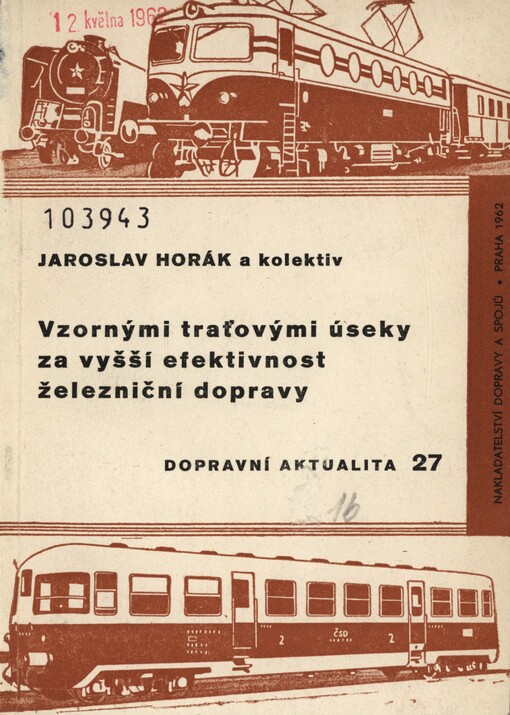 12. května 1962
103943
JAROSLAV HORÁK a kolektiv
Vzornými traťovými úseky
za vyšší efektivnost
železniční dopravy
DOPRAVNÍ AKTUALITA 27
16
NAKLADATELSTVÍ DOPRAVY A SPOJŮ • PRAHA 1962
2 ČSD 2